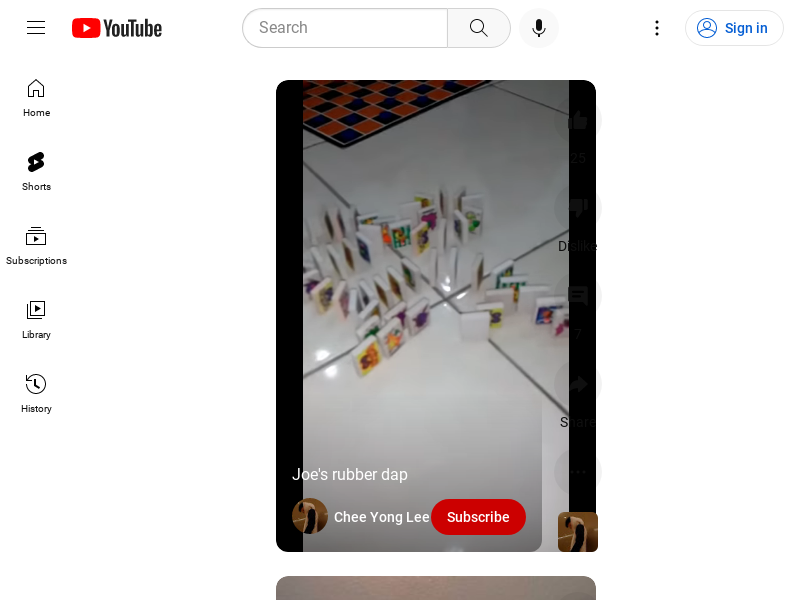 YouTube
Search
Sign in
Home
Shorts
Subscriptions
Library
History
25
Dislike
7
Share
Joe's rubber dap
Chee Yong Lee
Subscribe